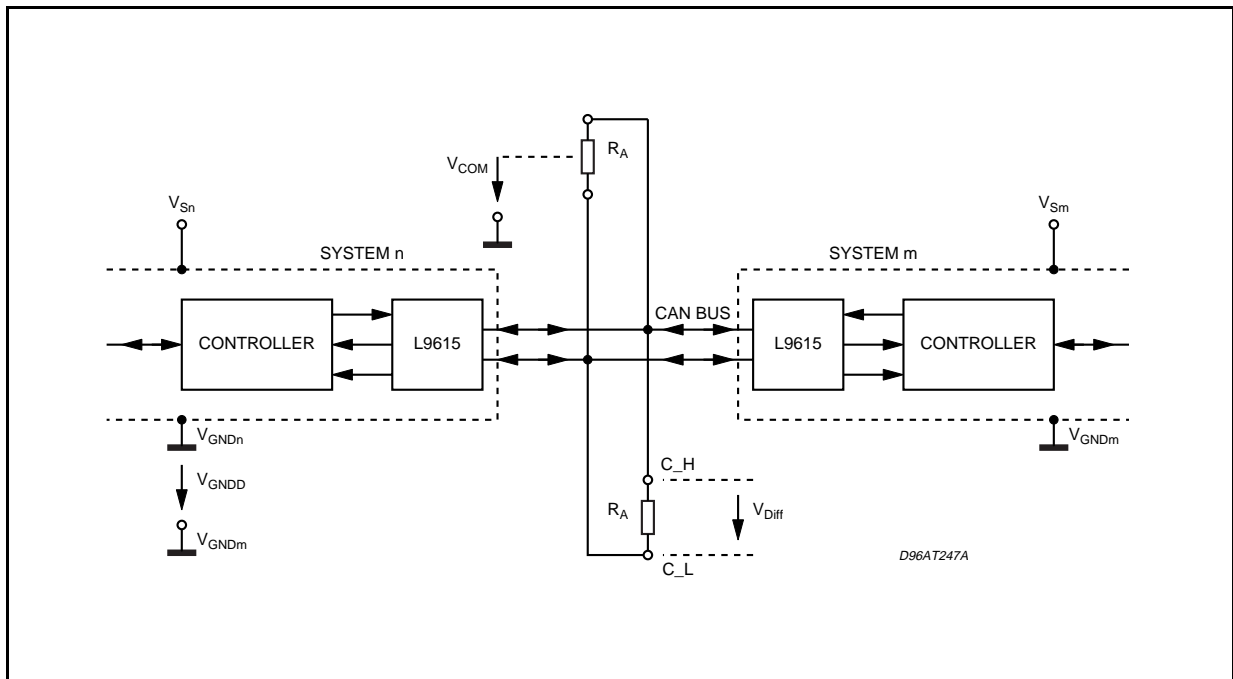 R_A
V_COM
V_Sn
V_Sm
SYSTEM n
SYSTEM m
CAN BUS
CONTROLLER
L9615
L9615
CONTROLLER
V_GNDn
V_GNDm
C_H
V_GNDD
R_A
V_Diff
V_GNDm
C_L
D96AT247A